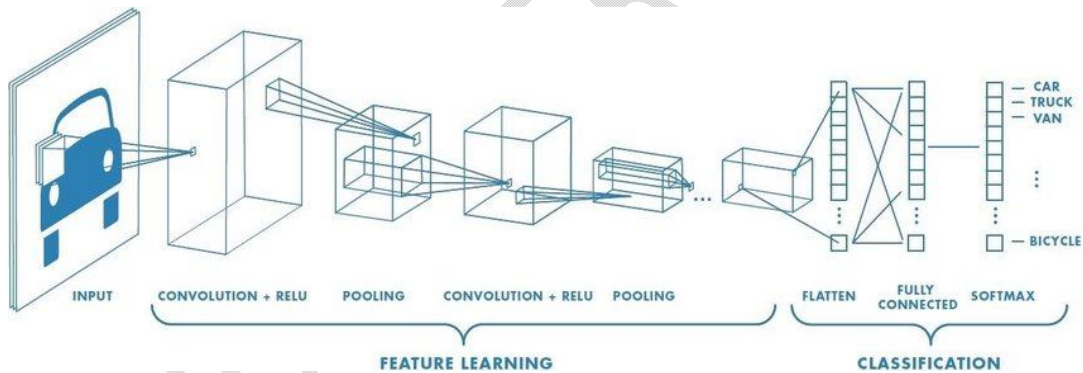 CAR
TRUCK
VAN
BICYCLE
INPUT
CONVOLUTION + RELU
POOLING
CONVOLUTION + RELU
POOLING
FLATTEN
FULLY
CONNECTED
SOFTMAX
FEATURE LEARNING
CLASSIFICATION